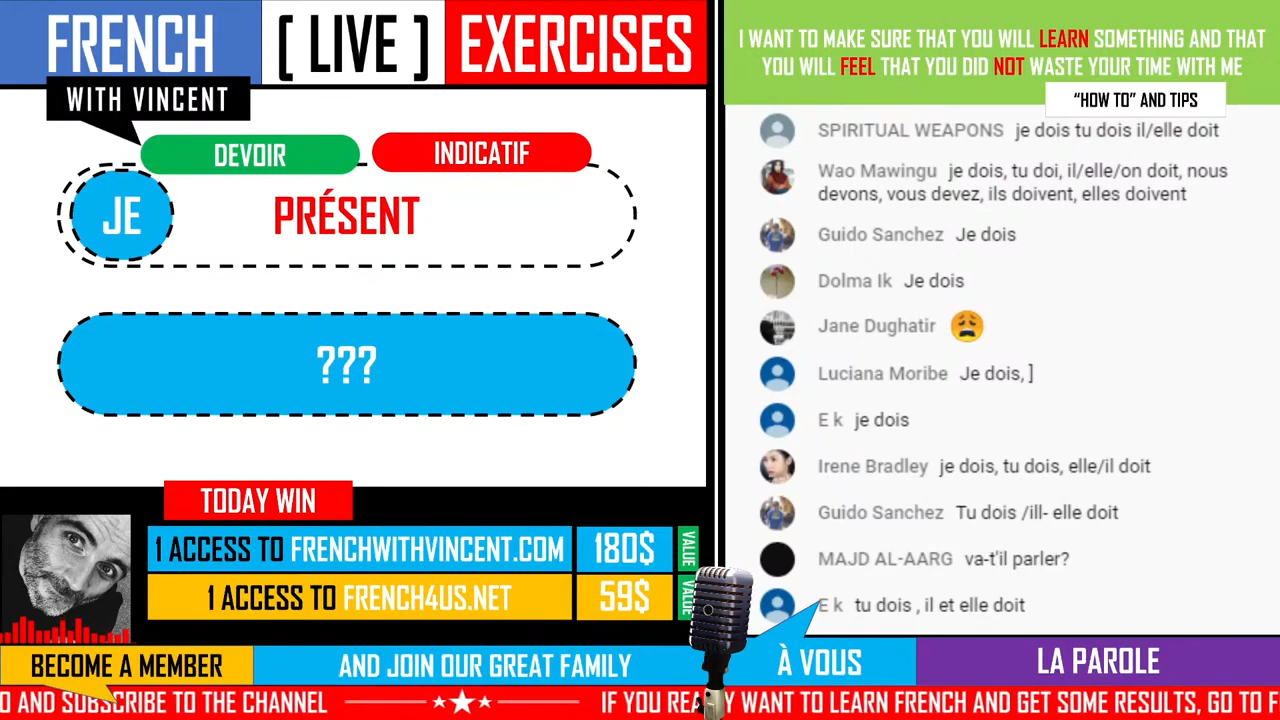 FRENCH [ LIVE ] EXERCISES
WITH VINCENT
DEVOIR INDICATIF
JE PRÉSENT
???
TODAY WIN
1 ACCESS TO FRENCHWITHVINCENT.COM 180$ VALUE
1 ACCESS TO FRENCH4US.NET 59$ VALUE
I WANT TO MAKE SURE THAT YOU WILL LEARN SOMETHING AND THAT
YOU WILL FEEL THAT YOU DID NOT WASTE YOUR TIME WITH ME
“HOW TO” AND TIPS
SPIRITUAL WEAPONS je dois tu dois il/elle doit
Wao Mawingu je dois, tu doi, il/elle/on doit, nous
devons, vous devez, ils doivent, elles doivent
Guido Sanchez Je dois
Dolma Ik Je dois
Jane Dughatir
Luciana Moribe Je dois, ]
E k je dois
Irene Bradley je dois, tu dois, elle/il doit
Guido Sanchez Tu dois /ill- elle doit
MAJD AL-AARG va-t'il parler?
E k tu dois , il et elle doit
BECOME A MEMBER AND JOIN OUR GREAT FAMILY À VOUS LA PAROLE
O AND SUBSCRIBE TO THE CHANNEL IF YOU WANT TO LEARN FRENCH AND GET SOME RESULTS, GO TO F